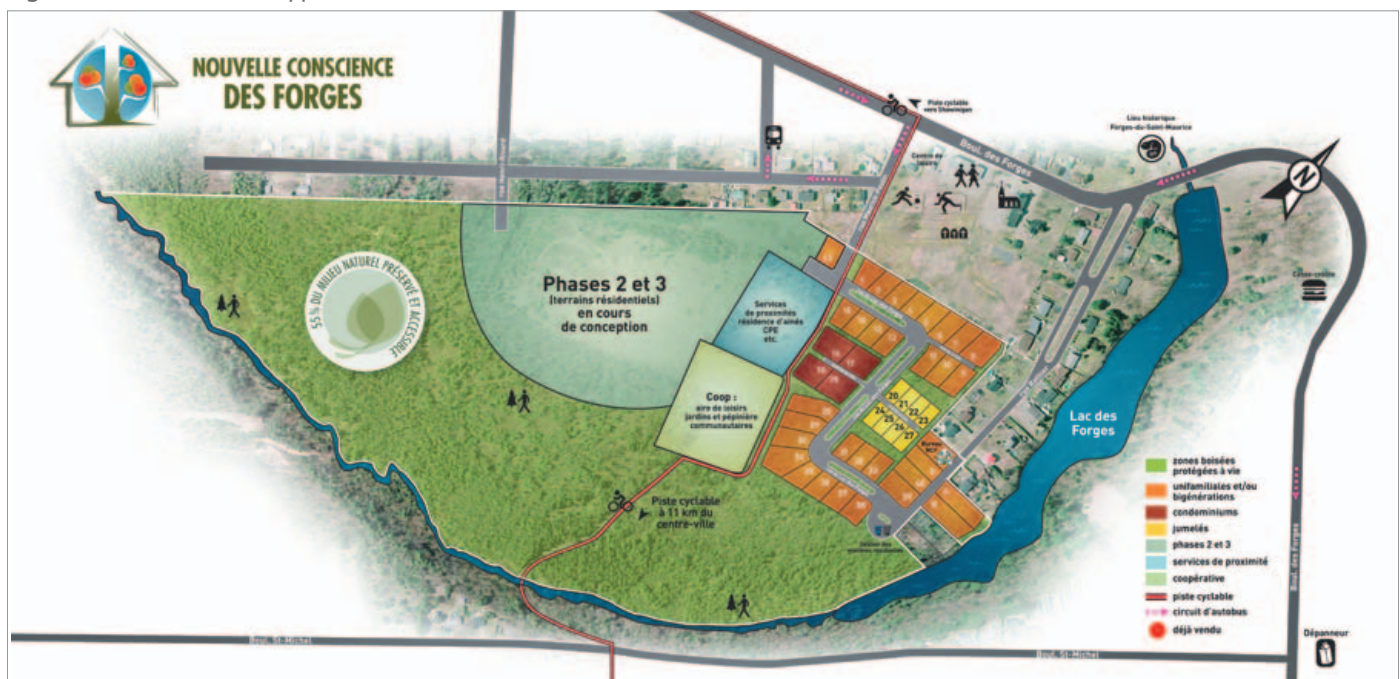 NOUVELLE CONSCIENCE
DES FORGES
Piste cyclable
vers Shawinigan
Lieu historique
Forges-du-Saint-Maurice
Boul. des Forges
Centre de
loisirs
N
Casse-croûte
55% DU MILIEU NATUREL PRÉSERVÉ ET ACCESSIBLE
Phases 2 et 3
(terrains résidentiels)
en cours
de conception
Services
de proximités
résidence d'aînés
CPE
etc.
Coop :
aire de loisirs
jardins et pépinière
communautaires
20
21
22
23
24
25
26
27
Bureau
NCF
Lac des
Forges
Piste cyclable
à 11 km du
centre-ville
zones boisées
protégées à vie
unifamiliales et/ou
bigénérations
condominiums
jumelés
phases 2 et 3
services de proximité
coopérative
piste cyclable
circuit d'autobus
déjà vendu
Boul. des Forges
Dépanneur
Boul. St-Michel
Boul. St-Michel